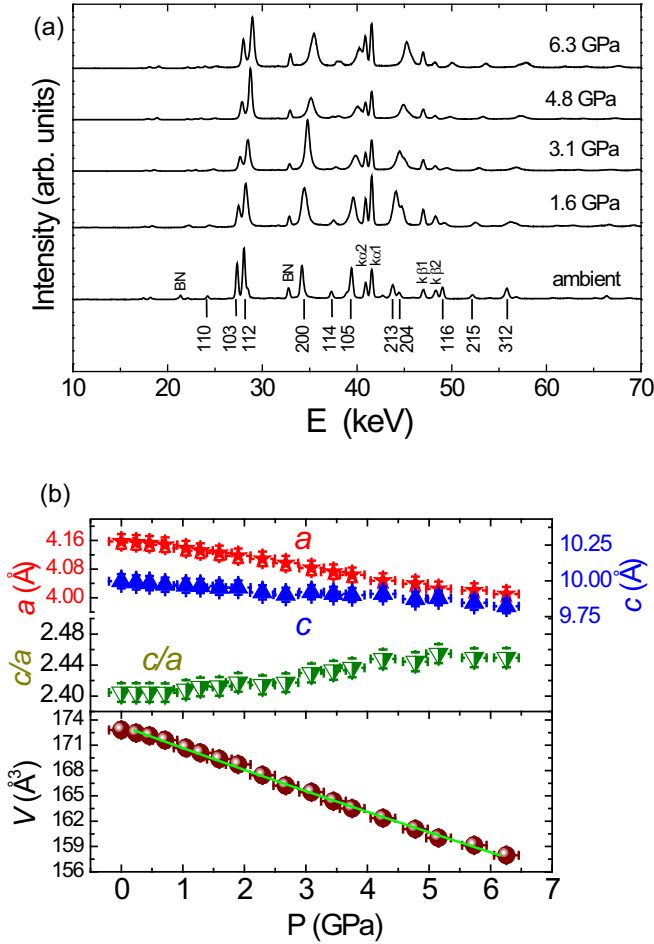 (a)
6.3 GPa
4.8 GPa
3.1 GPa
1.6 GPa
ambient
Intensity (arb. units)
BN
BN
kα2
kα1
k β1
k β2
110
103
112
200
114
105
213
204
116
215
312
10 20 30 40 50 60 70
E (keV)
(b)
a
c
c/a
a (Å)
4.16
4.08
4.00
10.25
10.00
9.75
c (Å)
c/a
2.48
2.44
2.40
V (Å³)
174
171
168
165
162
159
156
0 1 2 3 4 5 6 7
P (GPa)